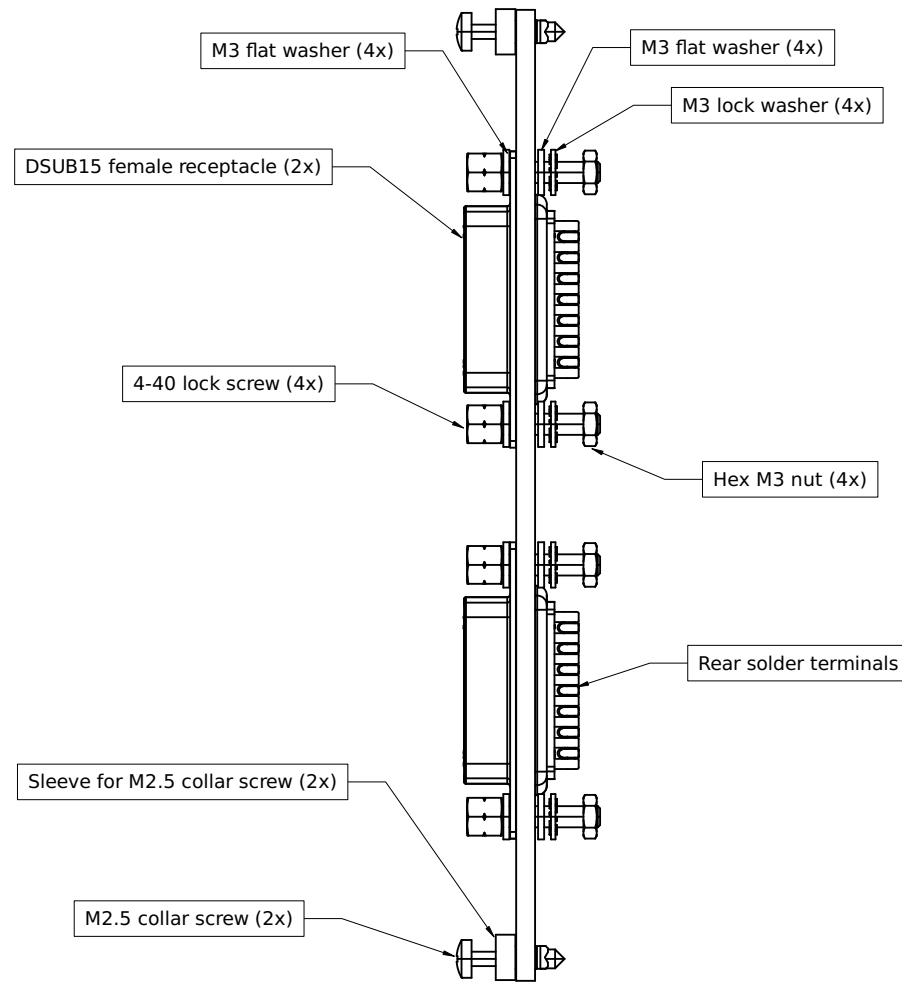 M3 flat washer (4x)
M3 flat washer (4x)
M3 lock washer (4x)
DSUB15 female receptacle (2x)
4-40 lock screw (4x)
Hex M3 nut (4x)
Rear solder terminals
Sleeve for M2.5 collar screw (2x)
M2.5 collar screw (2x)